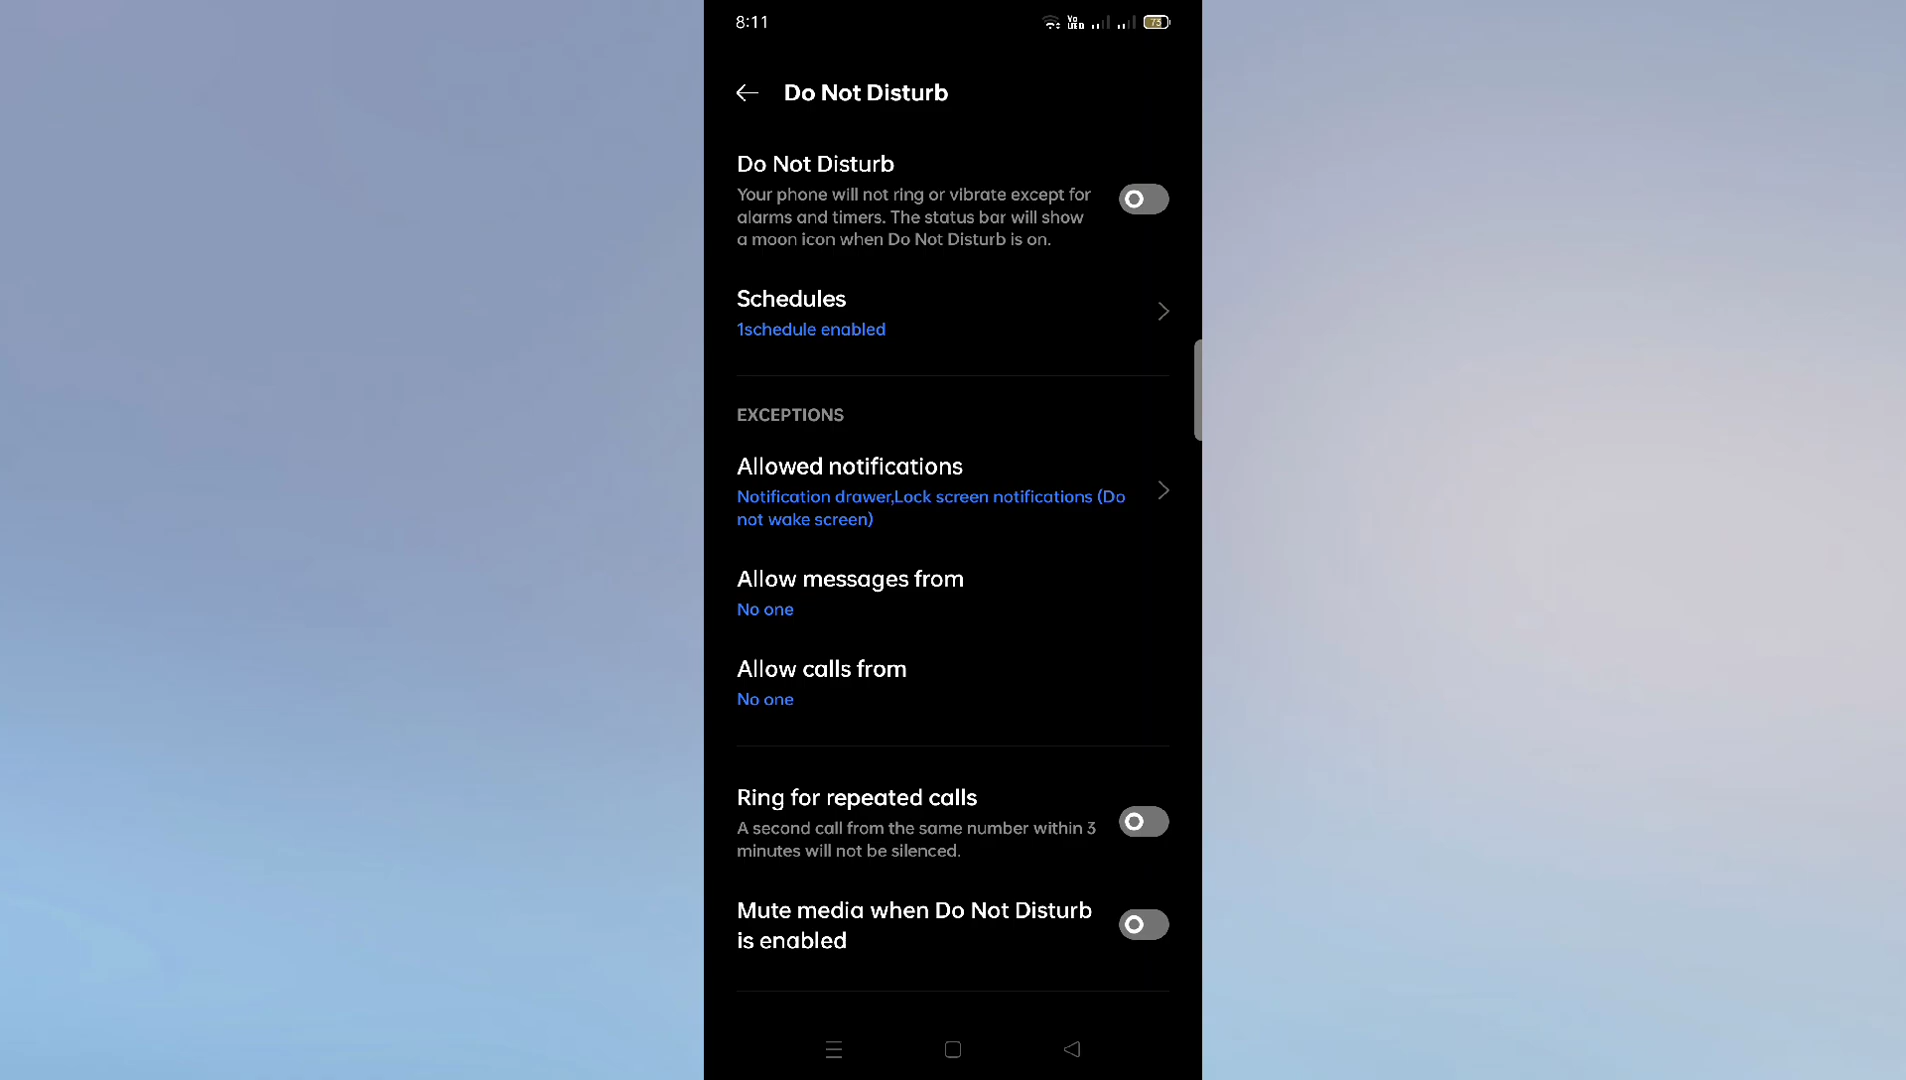 8:11
Vo
LTE
73
Do Not Disturb
Do Not Disturb
Your phone will not ring or vibrate except for
alarms and timers. The status bar will show
a moon icon when Do Not Disturb is on.
Schedules
1schedule enabled
EXCEPTIONS
Allowed notifications
Notification drawer,Lock screen notifications (Do
not wake screen)
Allow messages from
No one
Allow calls from
No one
Ring for repeated calls
A second call from the same number within 3
minutes will not be silenced.
Mute media when Do Not Disturb
is enabled